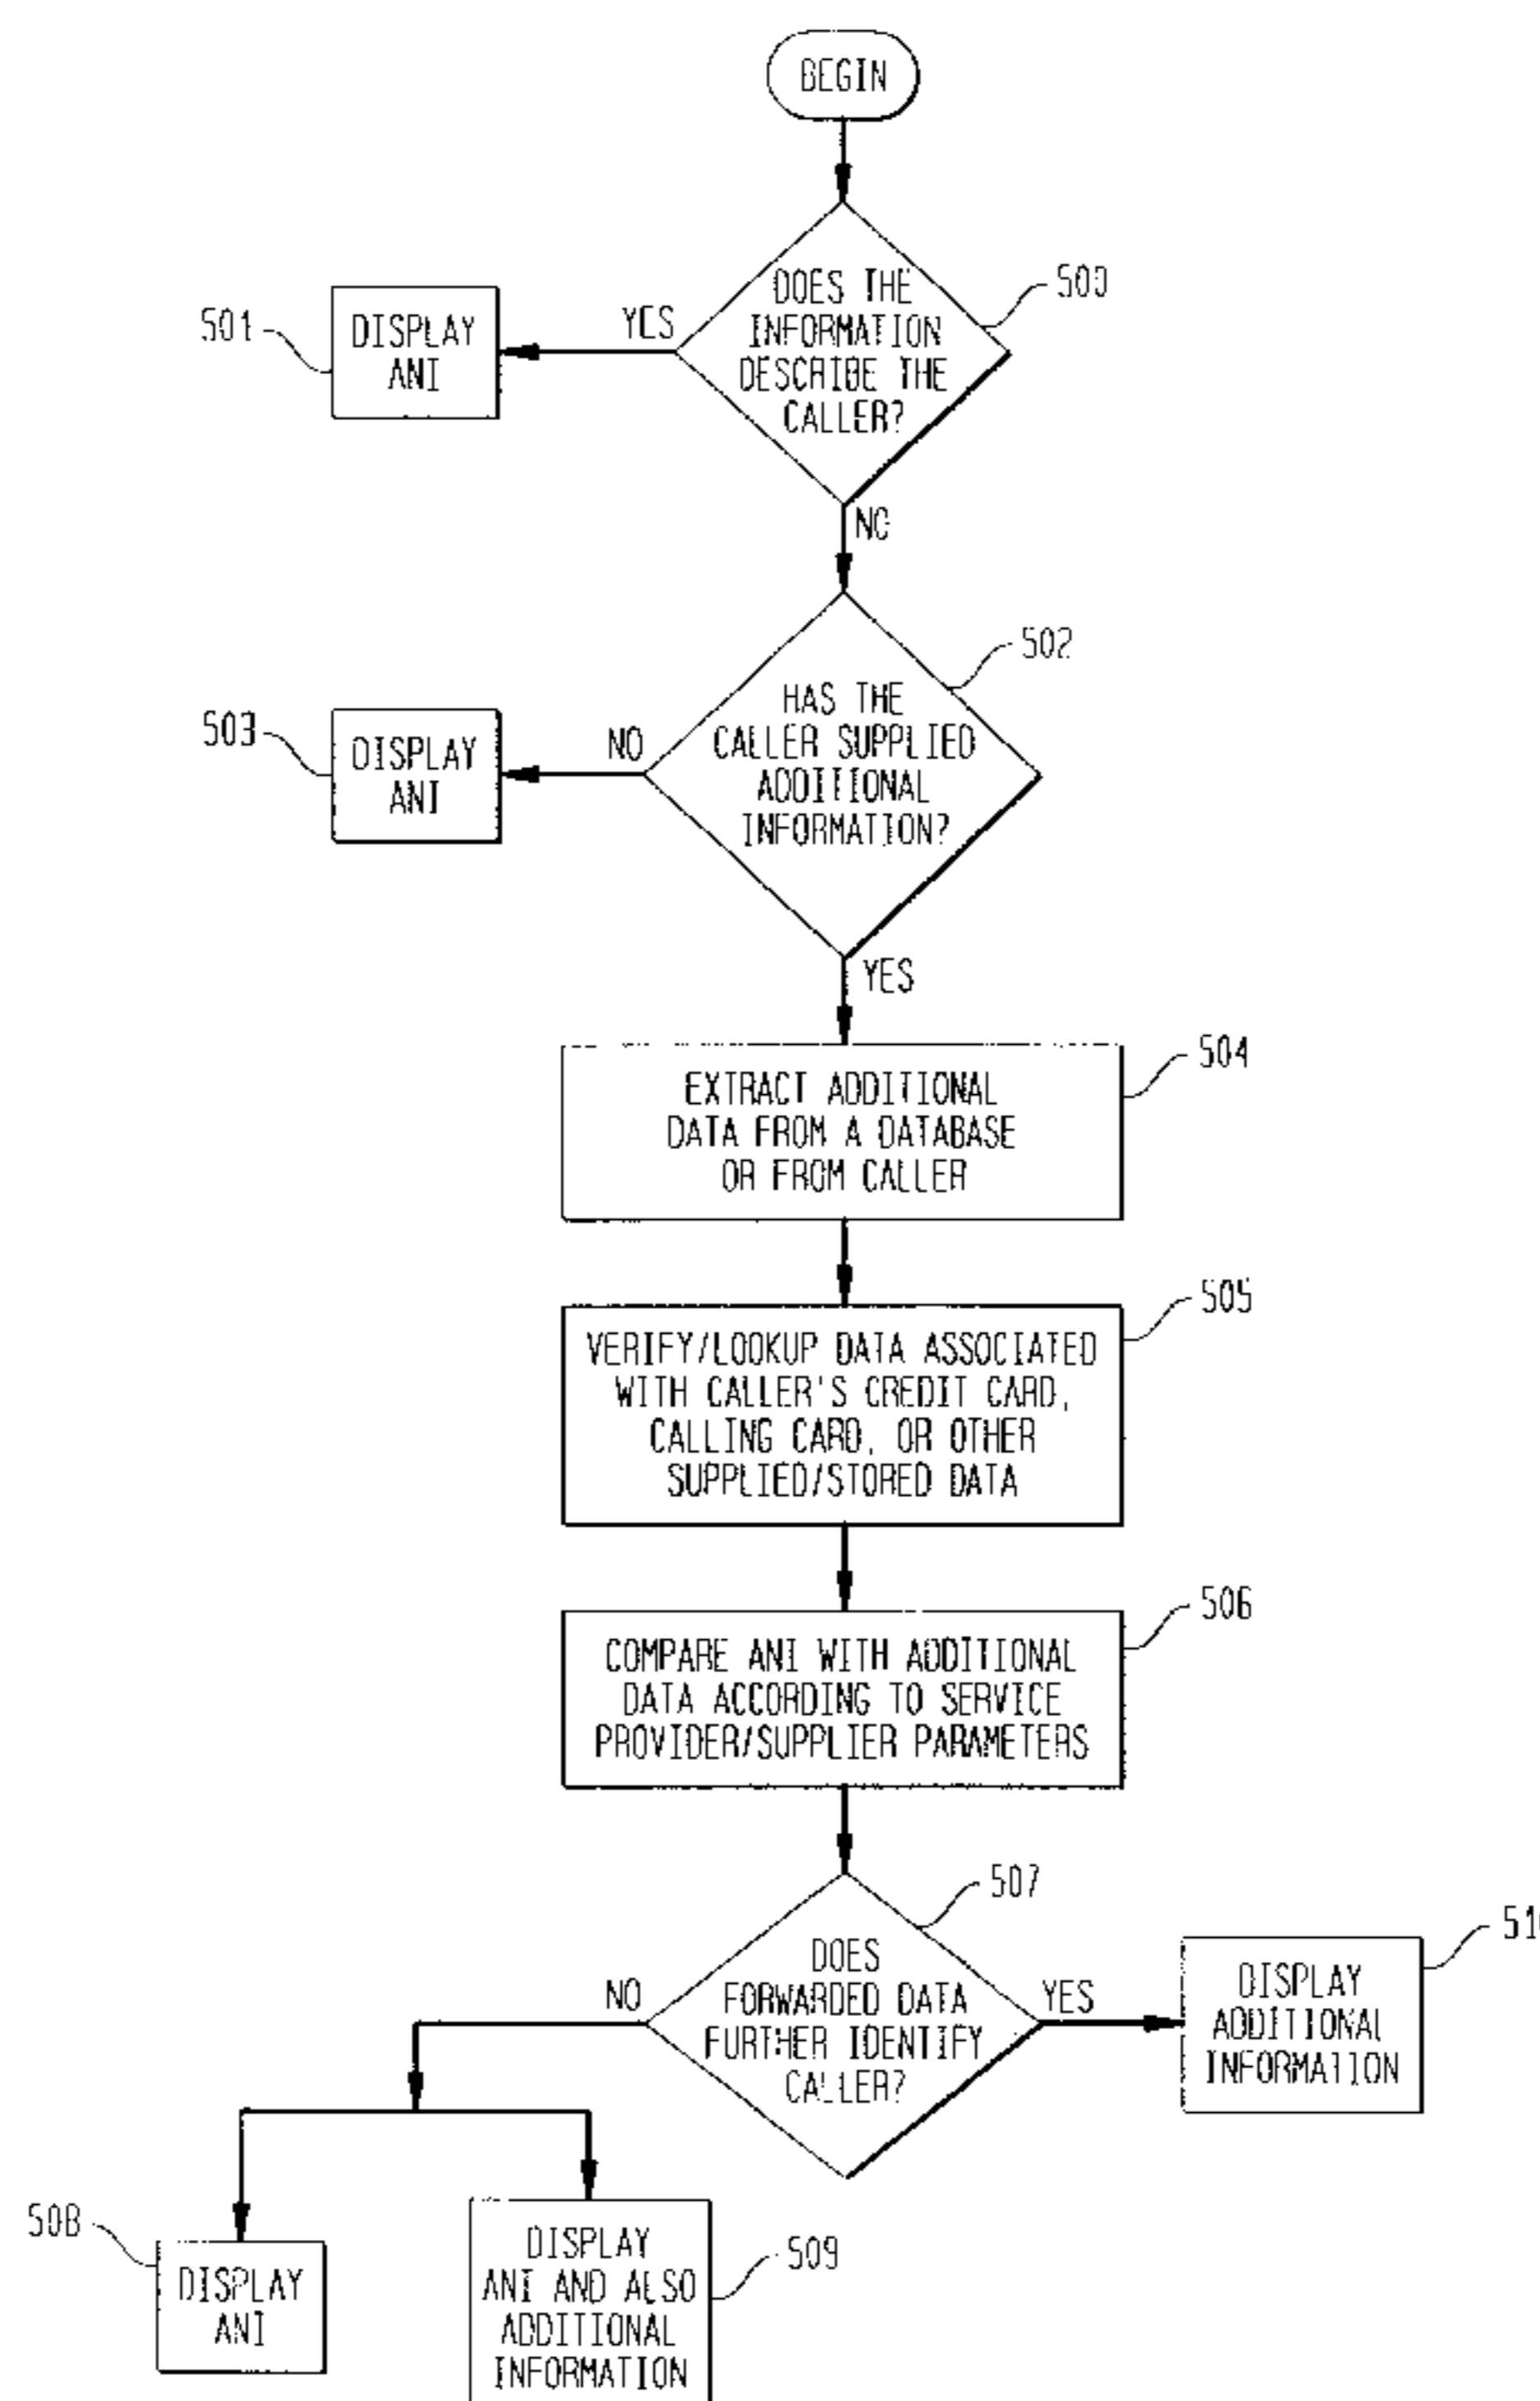 BEGIN
500
DOES THE
INFORMATION
DESCRIBE THE
CALLER?
YES
501
DISPLAY
ANI
NO
502
HAS THE
CALLER SUPPLIED
ADDITIONAL
INFORMATION?
NO
503
DISPLAY
ANI
YES
504
EXTRACT ADDITIONAL
DATA FROM A DATABASE
OR FROM CALLER
505
VERIFY/LOOKUP DATA ASSOCIATED
WITH CALLER'S CREDIT CARD,
CALLING CARD, OR OTHER
SUPPLIED/STORED DATA
506
COMPARE ANI WITH ADDITIONAL
DATA ACCORDING TO SERVICE
PROVIDER/SUPPLIER PARAMETERS
507
DOES
FORWARDED DATA
FURTHER IDENTIFY
CALLER?
NO
YES
DISPLAY
ADDITIONAL
INFORMATION
508
DISPLAY
ANI
509
DISPLAY
ANI AND ALSO
ADDITIONAL
INFORMATION